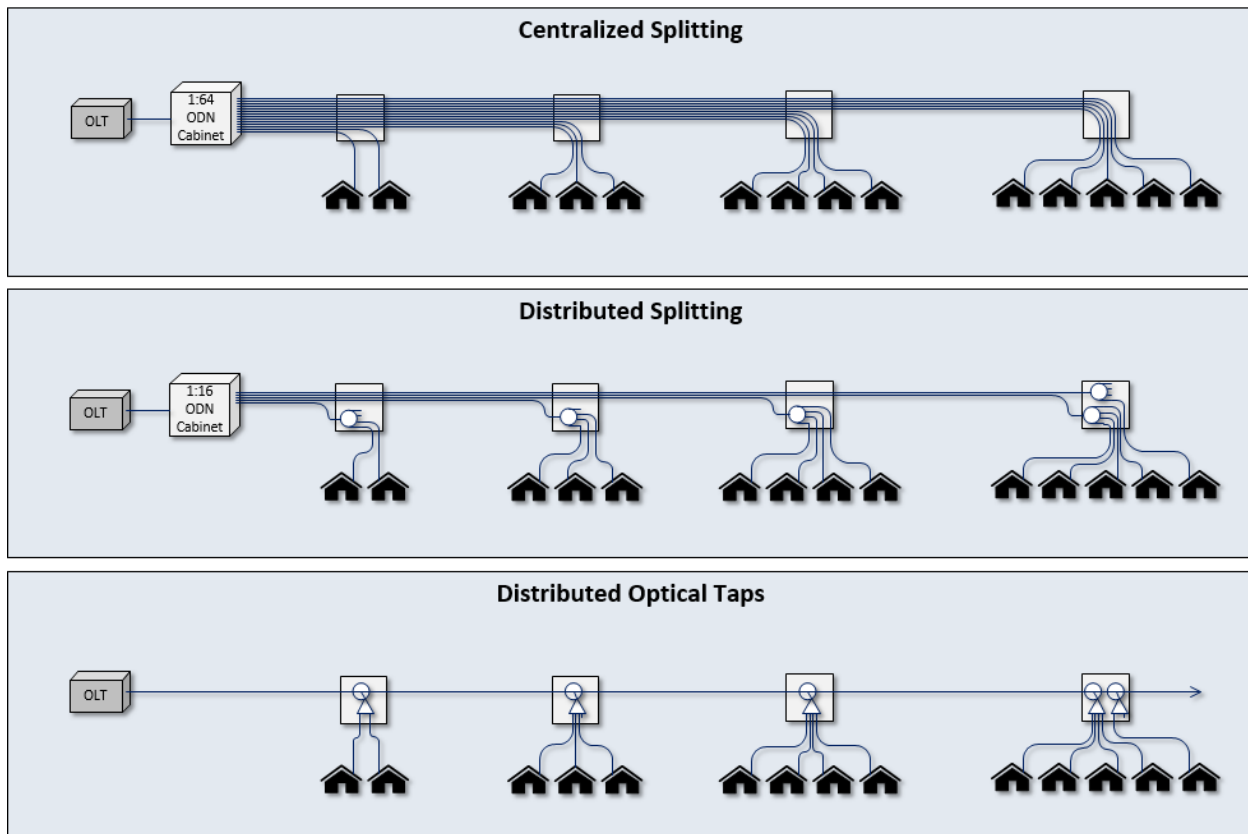 Centralized Splitting
OLT
1:64
ODN
Cabinet
Distributed Splitting
OLT
1:16
ODN
Cabinet
Distributed Optical Taps
OLT